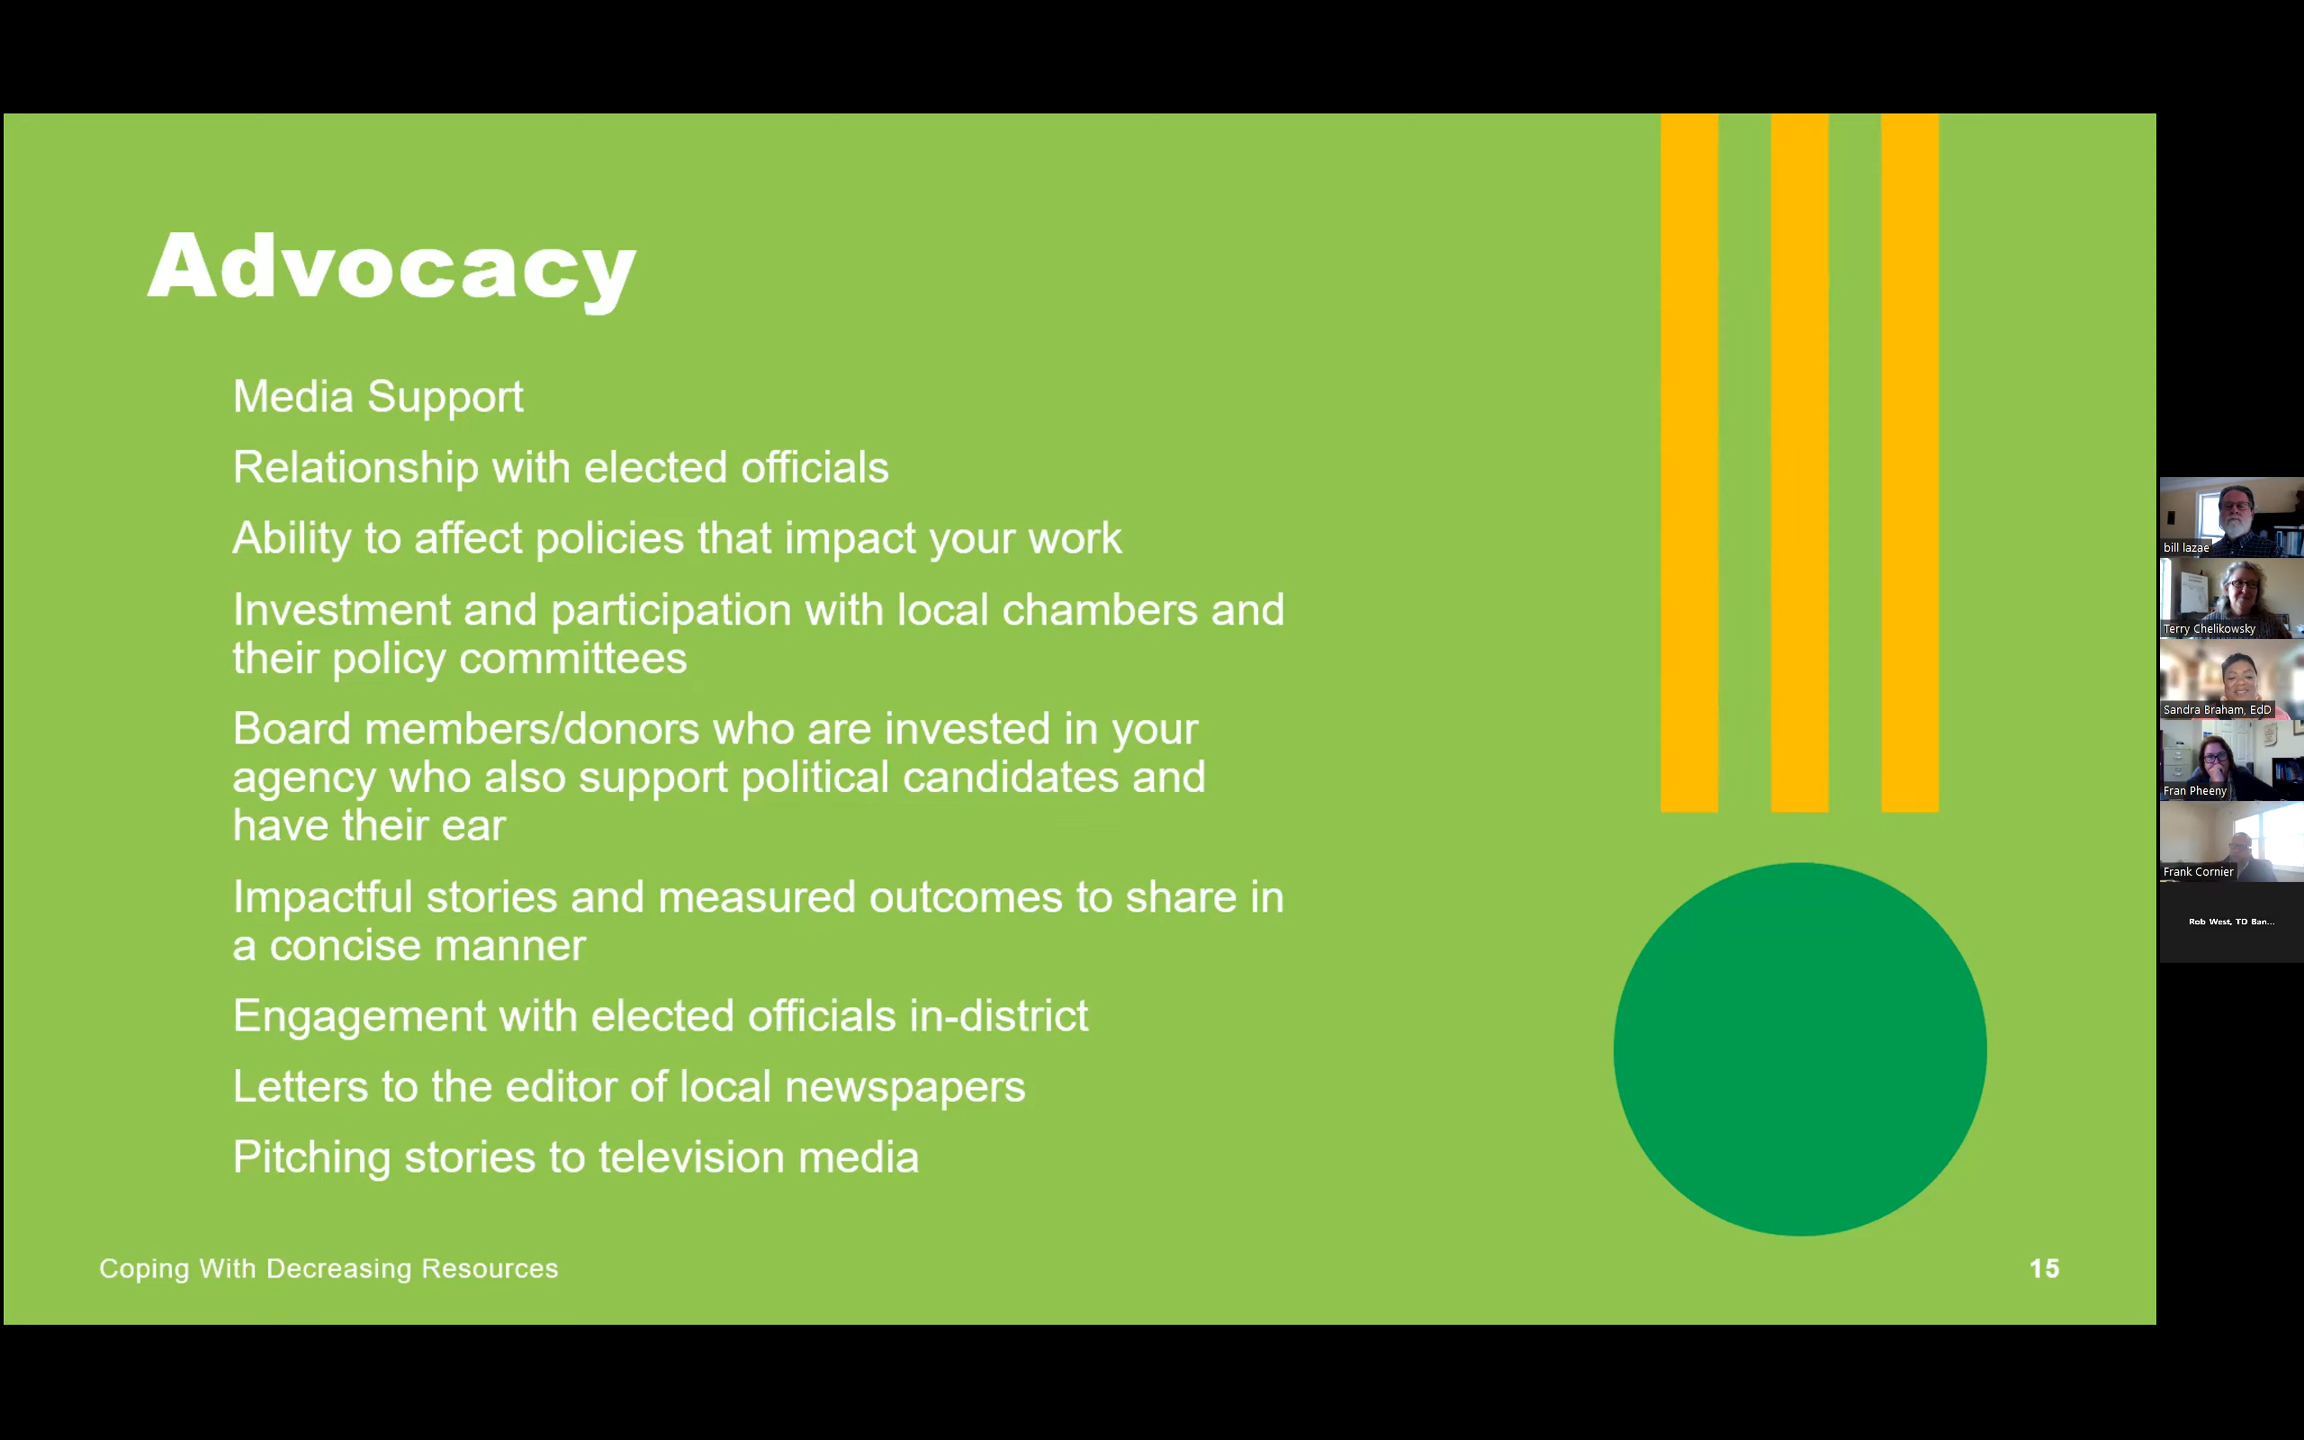 Advocacy
Media Support
Relationship with elected officials
Ability to affect policies that impact your work
Investment and participation with local chambers and
their policy committees
Board members/donors who are invested in your
agency who also support political candidates and
have their ear
Impactful stories and measured outcomes to share in
a concise manner
Engagement with elected officials in-district
Letters to the editor of local newspapers
Pitching stories to television media
Coping With Decreasing Resources
15
bill lazae
Terry Chelikowsky
Sandra Braham, EdD
Fran Pheeny
Frank Cornier
Rob West, TD Ban...